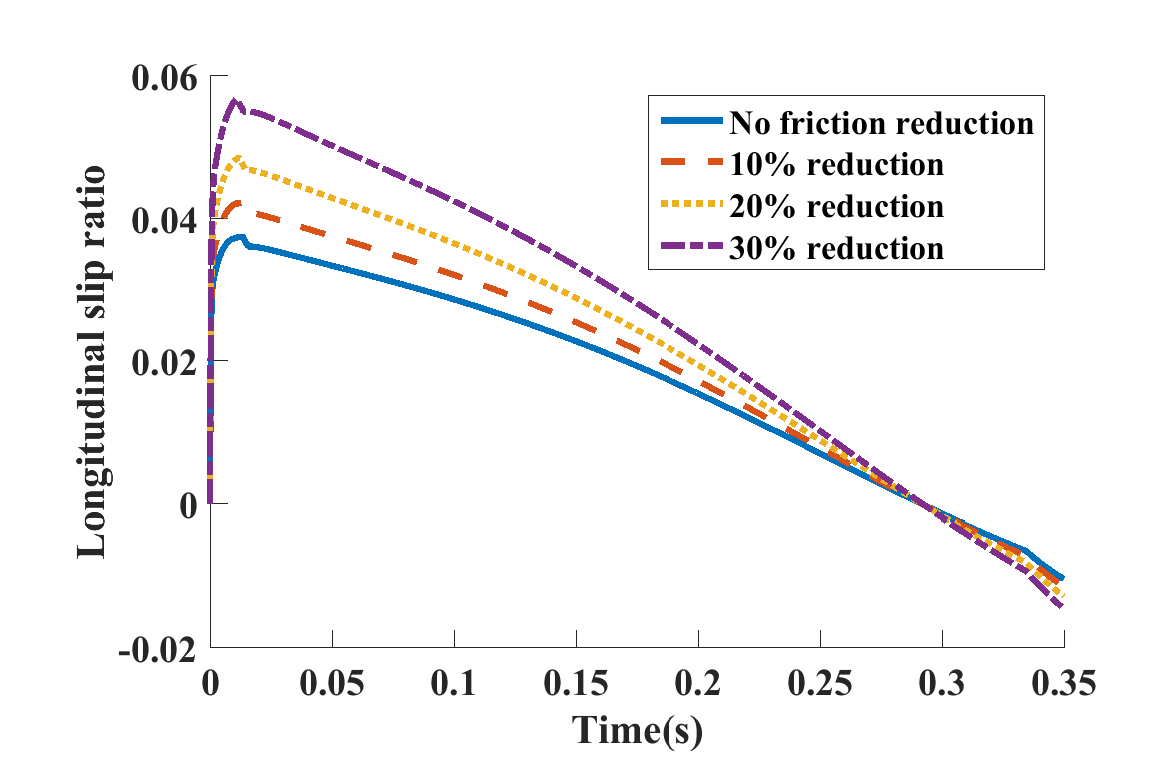 0.06
0.04
0.02
0
-0.02
Longitudinal slip ratio
No friction reduction
10% reduction
20% reduction
30% reduction
0 0.05 0.1 0.15 0.2 0.25 0.3 0.35
Time(s)